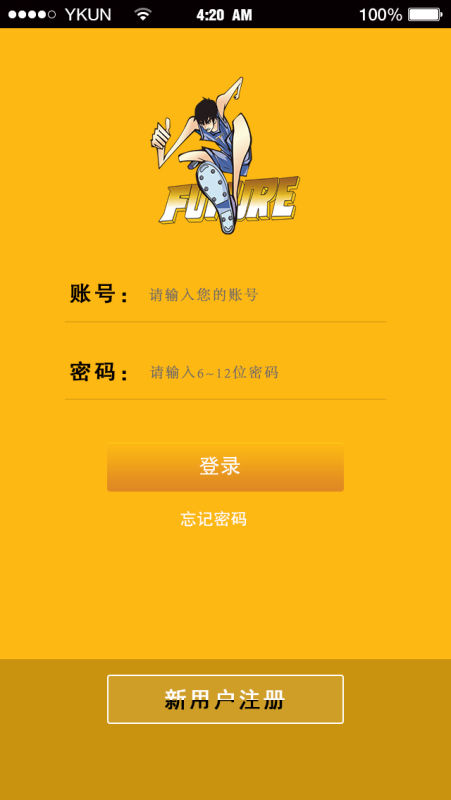 YKUN 4:20 AM 100%
FUTURE
账号: 请输入您的账号
密码: 请输入6~12位密码
登录
忘记密码
新用户注册